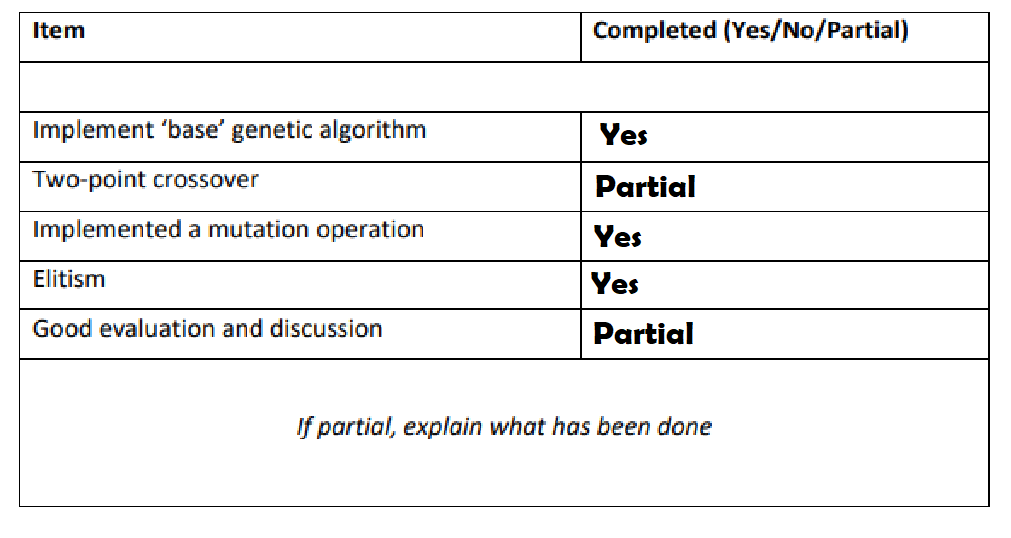 Item Completed (Yes/No/Partial)
Implement ‘base’ genetic algorithm Yes
Two-point crossover Partial
Implemented a mutation operation Yes
Elitism Yes
Good evaluation and discussion Partial
If partial, explain what has been done